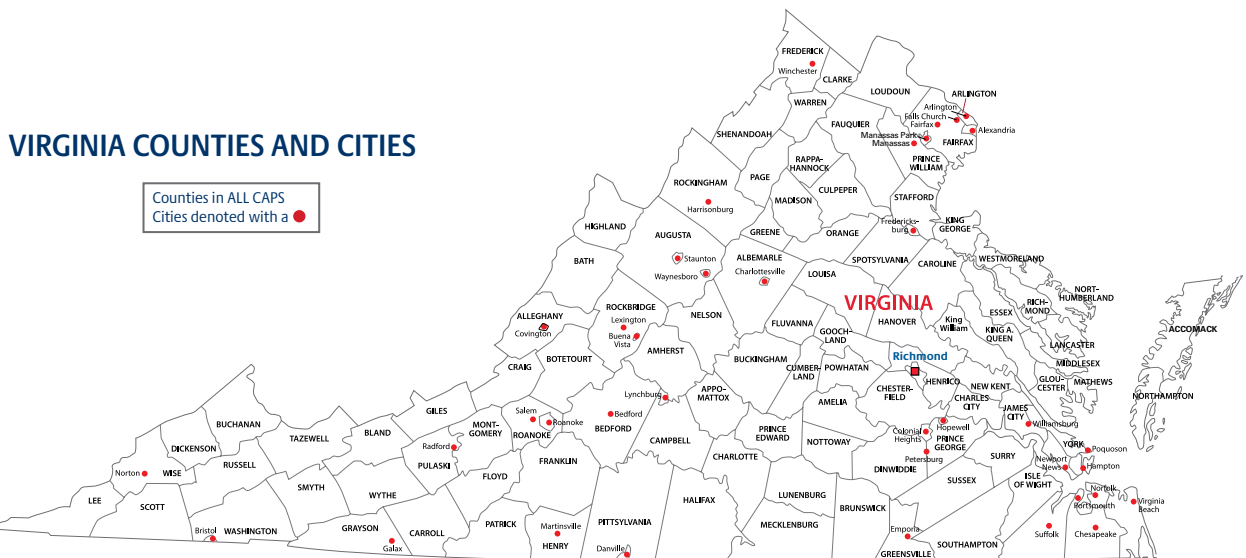 VIRGINIA COUNTIES AND CITIES
Counties in ALL CAPS
Cities denoted with a
FREDERICK
Winchester
CLARKE
LOUDOUN
ARLINGTON
WARREN
Arlington
Falls Church
Fairfax
FAUQUIER
Alexandria
SHENANDOAH
Manassas Park
Manassas
FAIRFAX
RAPPA-
HANNOCK
PRINCE
WILLIAM
PAGE
ROCKINGHAM
CULPEPER
STAFFORD
MADISON
Harrisonburg
HIGHLAND
Fredericks-
burg
KING
GEORGE
AUGUSTA
GREENE
ORANGE
BATH
Staunton
ALBEMARLE
SPOTSYLVANIA
CAROLINE
WESTMORELAND
Waynesboro
Charlottesville
LOUISA
NORT-
HUMBERLAND
VIRGINIA
RICH-
MOND
ROCKBRIDGE
ALLEGHANY
NELSON
ESSEX
Lexington
FLUVANNA
HANOVER
King
William
ACCOMACK
Covington
Buena
Vista
GOOCH-
LAND
KING A.
QUEEN
LANCASTER
AMHERST
BOTETOURT
BUCKINGHAM
Richmond
MIDDLESEX
CRAIG
CUMBER-
LAND
POWHATAN
HENRICO
NEW KENT
GLOU-
CESTER
MATHEWS
APPO-
MATTOX
CHESTER-
FIELD
CHARLES
CITY
NORTHAMPTON
Lynchburg
AMELIA
JAMES
CITY
GILES
Salem
Bedford
Hopewell
Williamsburg
BUCHANAN
MONT-
GOMERY
Roanoke
BEDFORD
PRINCE
EDWARD
Colonial
Heights
BLAND
ROANOKE
TAZEWELL
CAMPBELL
NOTTOWAY
PRINCE
GEORGE
YORK
DICKENSON
Radford
Petersburg
Poquoson
SURRY
CHARLOTTE
RUSSELL
PULASKI
FRANKLIN
Newport
News
Hampton
Norton
WISE
DINWIDDIE
FLOYD
SUSSEX
ISLE
OF WIGHT
SMYTH
WYTHE
Norfolk
LEE
SCOTT
HALIFAX
LUNENBURG
Portsmouth
Virginia
Beach
BRUNSWICK
PITTSYLVANIA
PATRICK
MECKLENBURG
Bristol
WASHINGTON
GRAYSON
CARROLL
Martinsville
Emporia
Suffolk
Chesapeake
Galax
HENRY
Danville
SOUTHAMPTON
GREENSVILLE